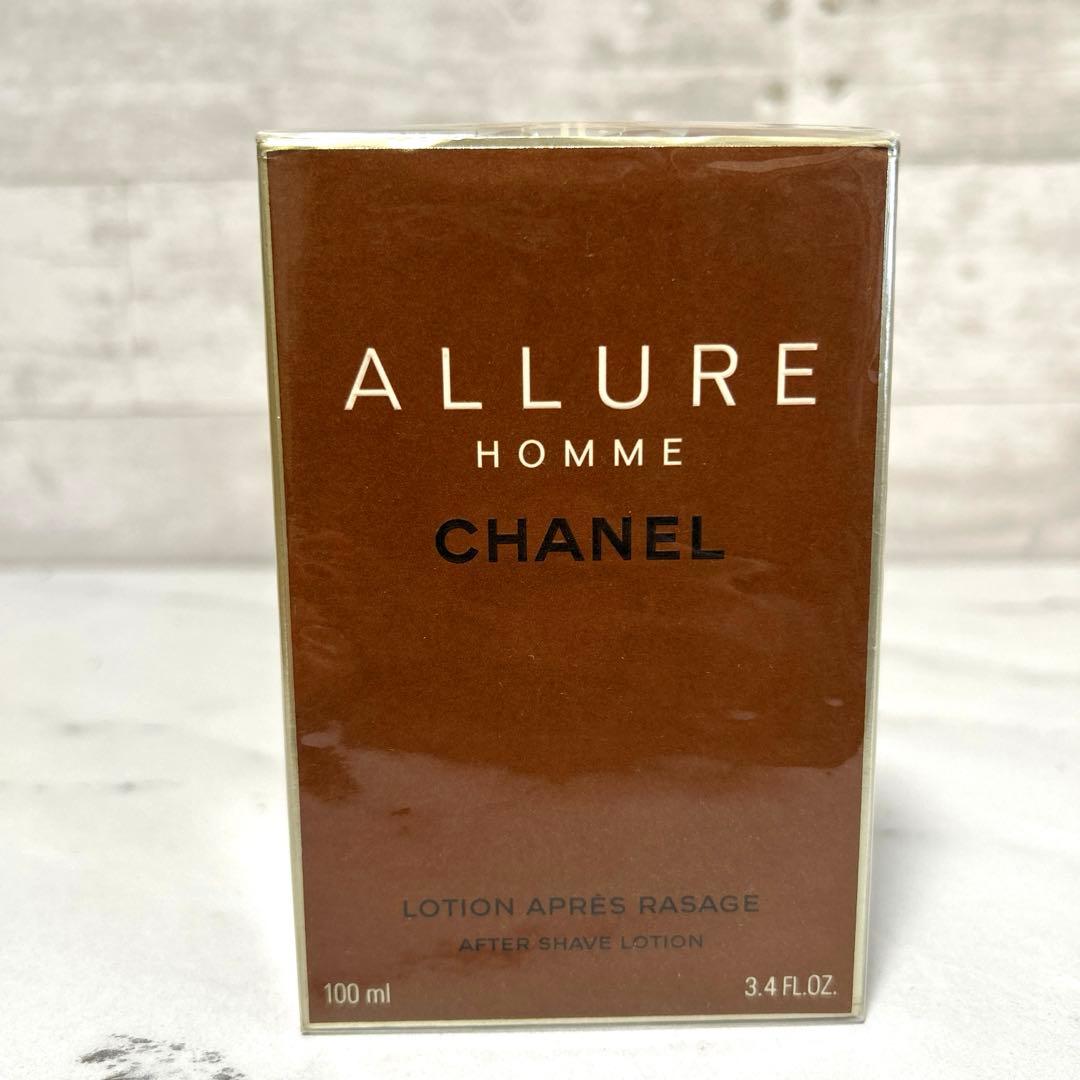 ALLURE
HOMME
CHANEL
LOTION APRÈS RASAGE
AFTER SHAVE LOTION
100 ml 3.4 FL.OZ.